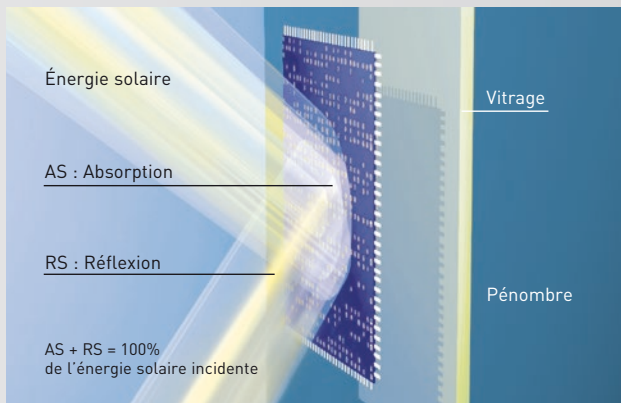 Énergie solaire
Vitrage
AS : Absorption
RS : Réflexion
Pénombre
AS + RS = 100%
de l'énergie solaire incidente